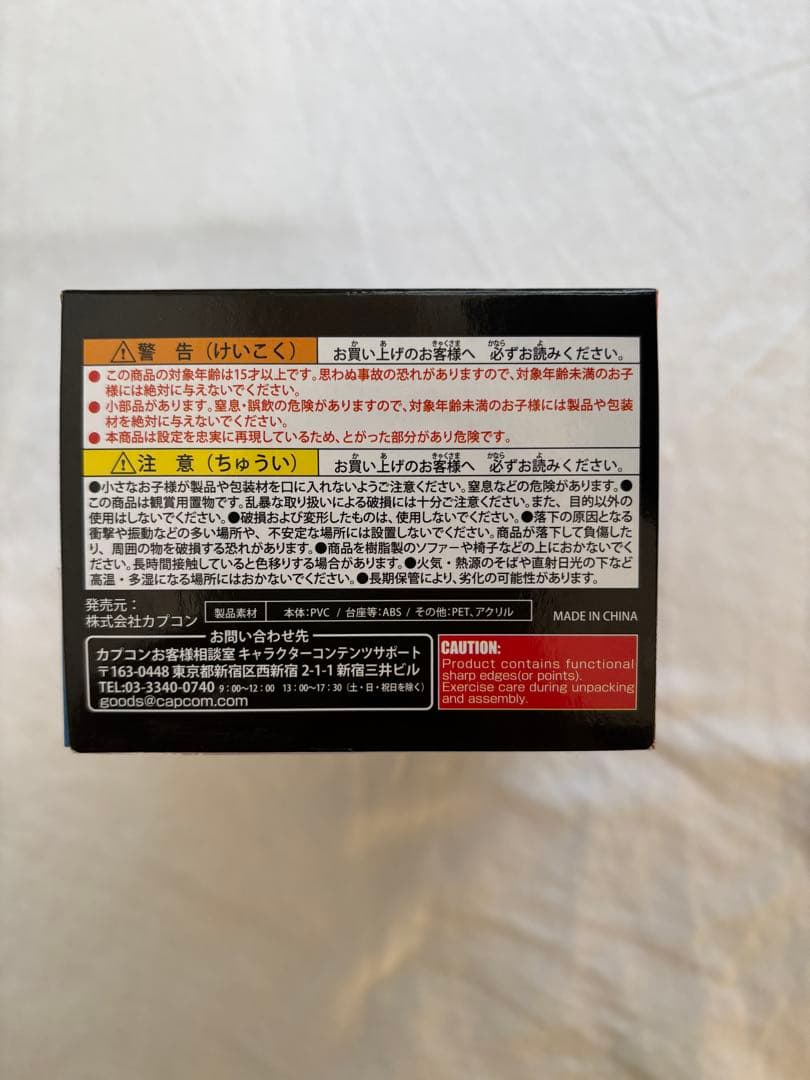 警告（けいこく） お買い上げのお客様へ 必ずお読みください。
● この商品の対象年齢は15才以上です。思わぬ事故の恐れがありますので、対象年齢未満のお子
様には絶対に与えないでください。
● 小部品があります。窒息・誤飲の危険がありますので、対象年齢未満のお子様には製品や包装
材を絶対に与えないでください。
● 本商品は設定を忠実に再現しているため、とがった部分があり危険です。
注意（ちゅうい） お買い上げのお客様へ 必ずお読みください。
●小さなお子様が製品や包装材を口に入れないようご注意ください。窒息などの危険があります。●
この商品は観賞用置物です。乱暴な取り扱いによる破損には十分ご注意ください。また、目的以外の
使用はしないでください。●破損および変形したものは、使用しないでください。●落下の原因となる
衝撃や振動などの多い場所や、不安定な場所には設置しないでください。商品が落下して負傷した
り、周囲の物を破損する恐れがあります。●商品を樹脂製のソファーや椅子などの上におかないでく
ださい。長時間接触していると色移りする場合があります。●火気・熱源のそばや直射日光の下など
高温・多湿になる場所にはおかないでください。●長期保管により、劣化の可能性があります。
発売元：
株式会社カプコン
製品素材 本体：PVC / 台座等：ABS / その他：PET、アクリル
MADE IN CHINA
お問い合わせ先
カプコンお客様相談室 キャラクターコンテンツサポート
〒163-0448 東京都新宿区西新宿 2-1-1 新宿三井ビル
TEL:03-3340-0740 9：00〜12：00 13：00〜17：30（土・日・祝日を除く）
goods@capcom.com
CAUTION:
Product contains functional
sharp edges(or points).
Exercise care during unpacking
and assembly.